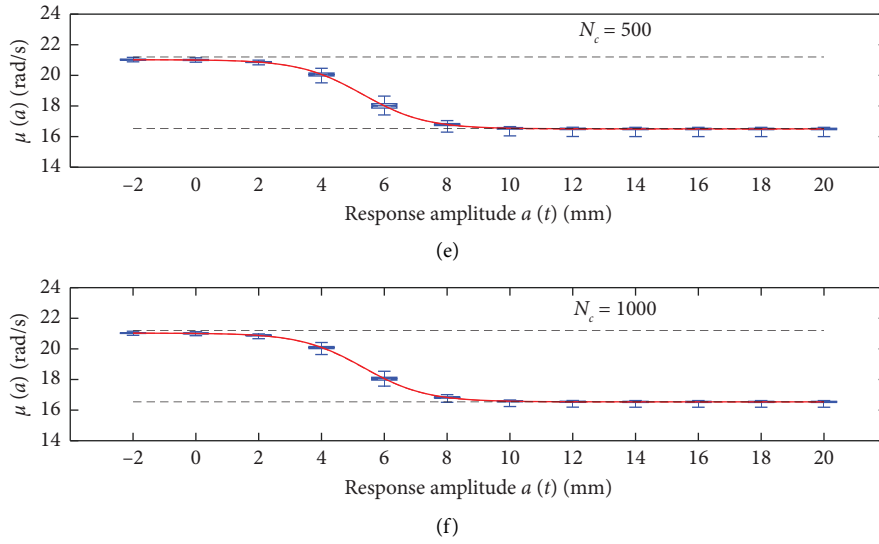 24
N_c = 500
22
20
18
16
14
μ (a) (rad/s)
−2 0 2 4 6 8 10 12 14 16 18 20
Response amplitude a (t) (mm)
(e)
24
N_c = 1000
22
20
18
16
14
μ (a) (rad/s)
−2 0 2 4 6 8 10 12 14 16 18 20
Response amplitude a (t) (mm)
(f)